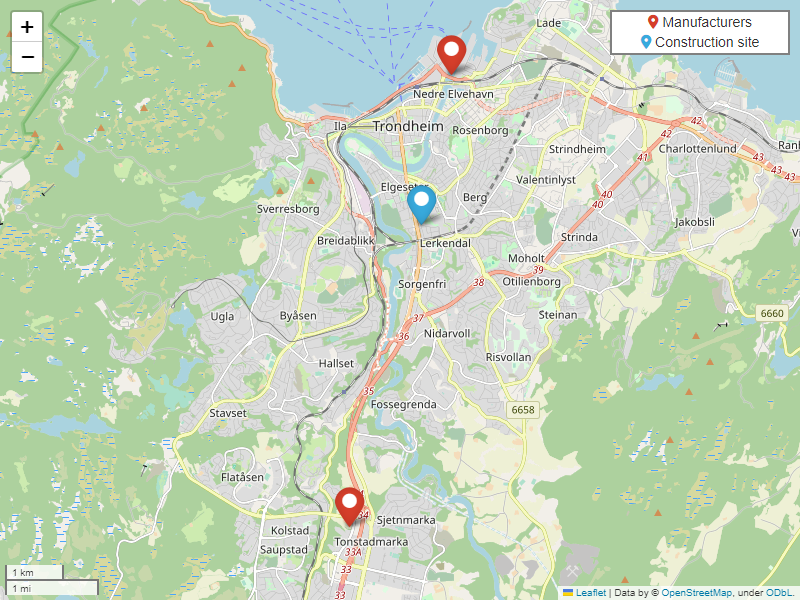 +
−
Manufacturers
Construction site
Lade
Nedre Elvehavn
Ila
Trondheim
Rosenborg
42
42
Strindheim
Charlottenlund
41
43
43
43
Elgeseter
Valentinlyst
Berg
40
40
Sverresborg
Jakobsli
Strinda
Breidablikk
Lerkendal
Moholt
39
Otilienborg
Sorgenfri
38
Ugla
Byåsen
37
Steinan
6660
36
Nidarvoll
Risvollan
Hallset
35
Fossegrenda
6658
Stavset
Flatåsen
34
Sjetnmarka
Kolstad
Tonstadmarka
Saupstad
33A
33
33
1 km
1 mi
Leaflet | Data by © OpenStreetMap, under ODbL.